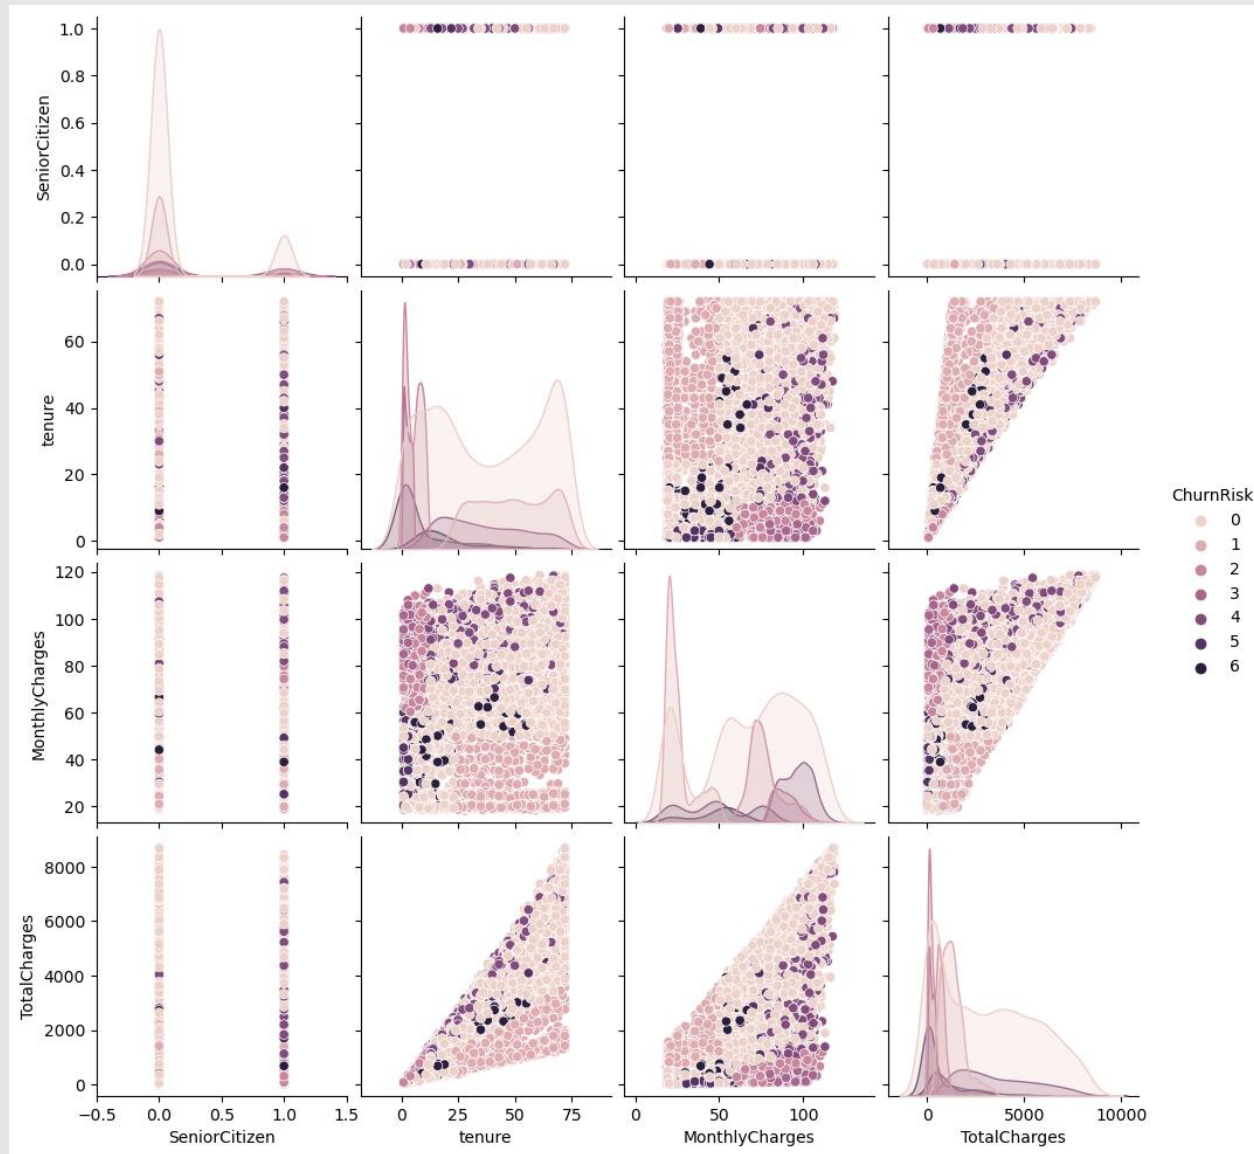 1.0
0.8
0.6
0.4
0.2
0.0
SeniorCitizen
60
40
20
0
tenure
120
100
80
60
40
20
MonthlyCharges
8000
6000
4000
2000
0
TotalCharges
−0.5 0.0 0.5 1.0 1.5
SeniorCitizen
0 25 50 75
tenure
0 50 100
MonthlyCharges
0 5000 10000
TotalCharges
ChurnRisk
0
1
2
3
4
5
6